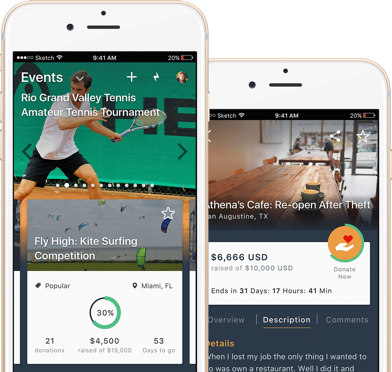 Sketch 9:41 AM 20%
Events
Rio Grand Valley Tennis
Amateur Tennis Tournament
Fly High: Kite Surfing
Competition
Popular Miami, FL
30%
21 $4,500 53
donations raised of $15,000 Days to go
Sketch 9:41 AM 20%
Athena's Cafe: Re-open After Theft
San Augustine, TX
$6,666 USD
raised of $10,000 USD
Donate
Now
Ends in 31 Days: 17 Hours: 41 Min
Overview Description Comments
Details
When I lost my job the only thing I wanted to
do was own a restaurant. Well I did it and